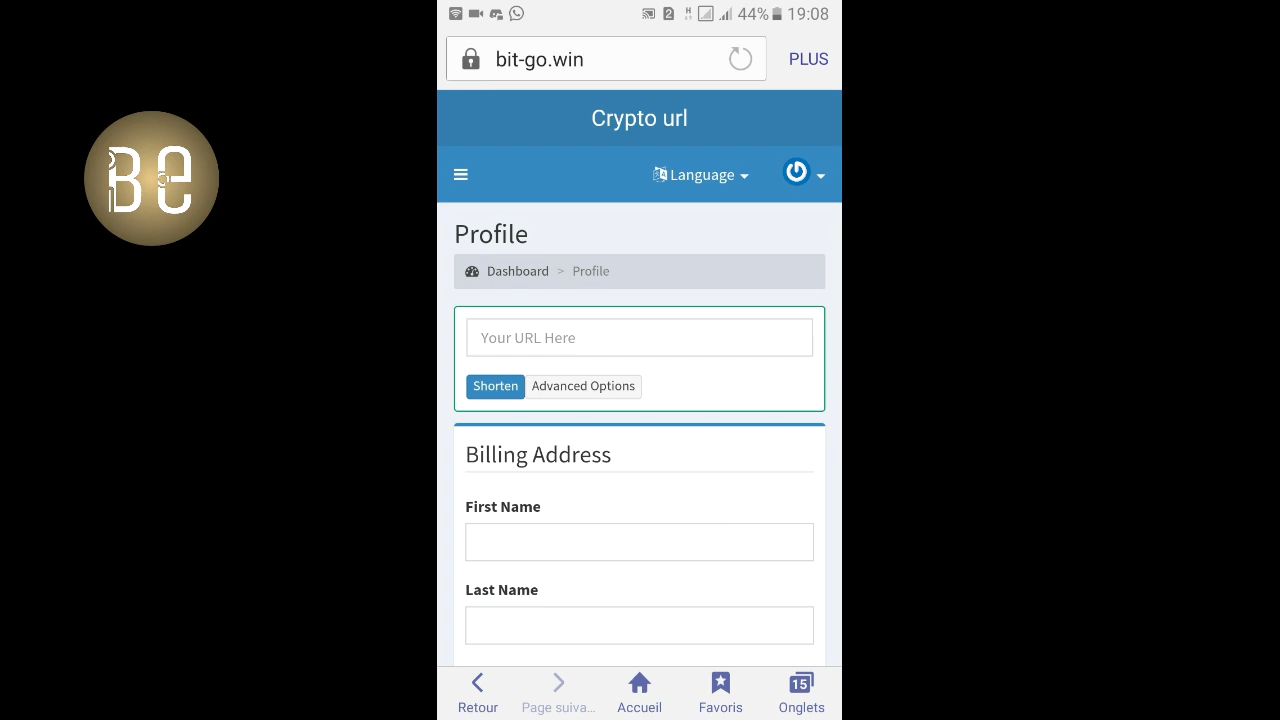 44% 19:08
bit-go.win
PLUS
Crypto url
Language
Be
Profile
Dashboard > Profile
Your URL Here
Shorten Advanced Options
Billing Address
First Name
Last Name
15
Retour Page suiva... Accueil Favoris Onglets